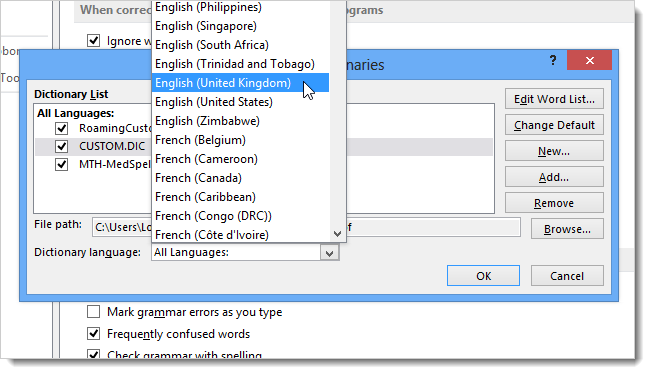 When correc
ograms
Ignore w
bor
Too
English (Philippines)
English (Singapore)
English (South Africa)
English (Trinidad and Tobago)
English (United Kingdom)
English (United States)
English (Zimbabwe)
French (Belgium)
French (Cameroon)
French (Canada)
French (Caribbean)
French (Congo (DRC))
French (Côte d'Ivoire)
naries
?
Dictionary List
All Languages:
RoamingCusto
CUSTOM.DIC
MTH-MedSpel
Edit Word List...
Change Default
New...
Add...
Remove
File path:
C:\Users\Lo
f
Browse...
Dictionary language:
All Languages:
OK
Cancel
Mark grammar errors as you type
Frequently confused words
Check grammar with spelling